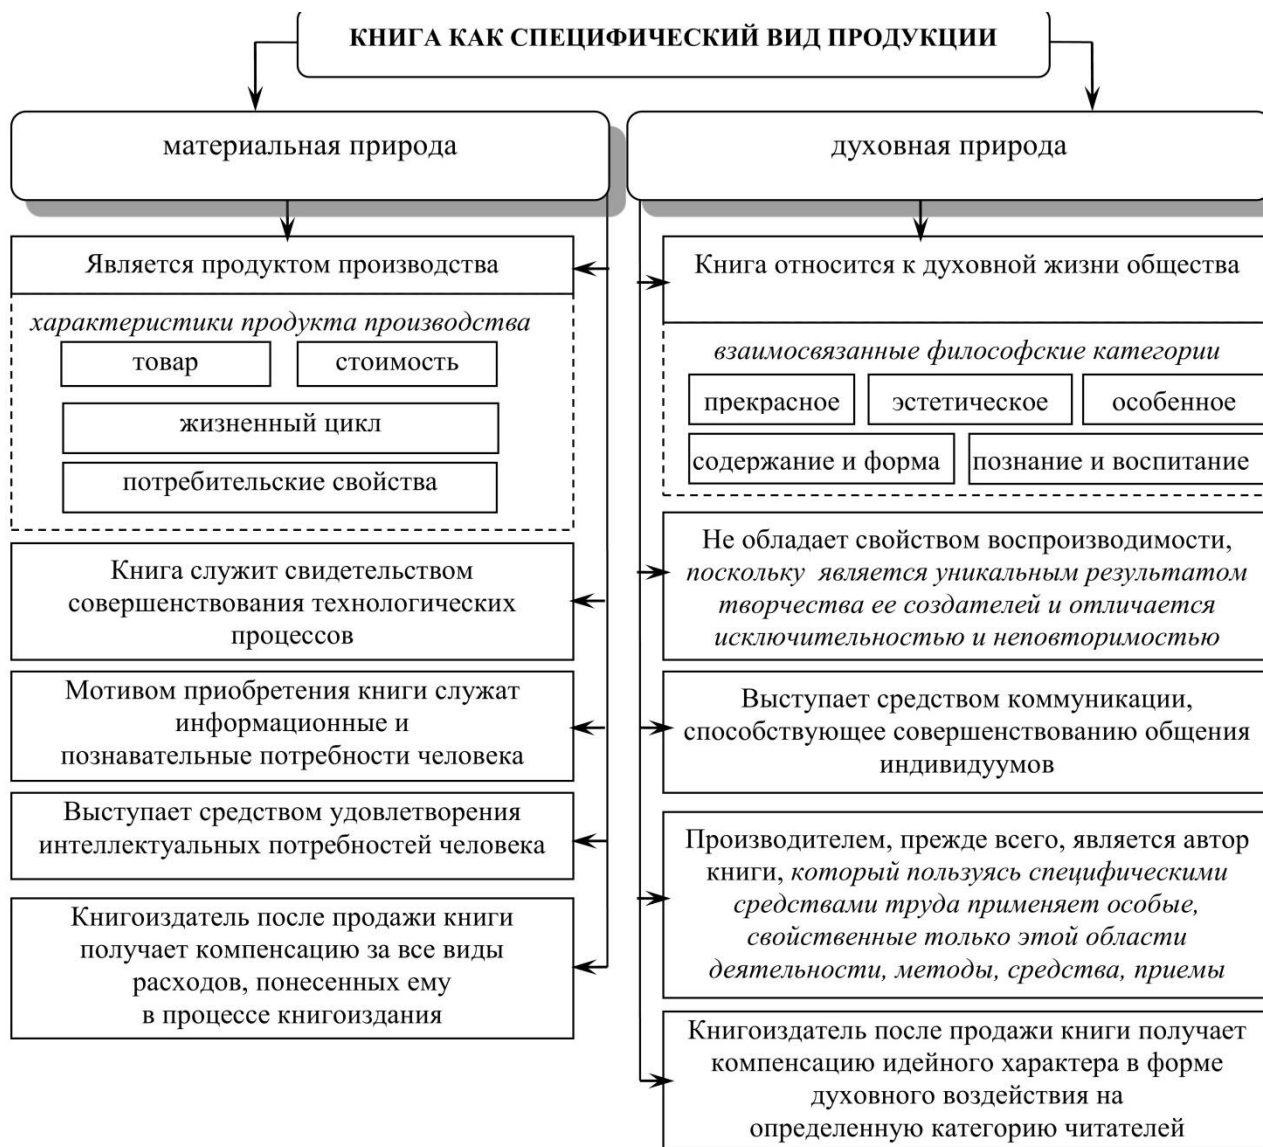 КНИГА КАК СПЕЦИФИЧЕСКИЙ ВИД ПРОДУКЦИИ
материальная природа
Является продуктом производства
характеристики продукта производства
товар
стоимость
жизненный цикл
потребительские свойства
Книга служит свидетельством
совершенствования технологических
процессов
Мотивом приобретения книги служат
информационные и
познавательные потребности человека
Выступает средством удовлетворения
интеллектуальных потребностей человека
Книгоиздатель после продажи книги
получает компенсацию за все виды
расходов, понесенных ему
в процессе книгоиздания
духовная природа
Книга относится к духовной жизни общества
взаимосвязанные философские категории
прекрасное
эстетическое
особенное
содержание и форма
познание и воспитание
Не обладает свойством воспроизводимости,
поскольку является уникальным результатом
творчества ее создателей и отличается
исключительностью и неповторимостью
Выступает средством коммуникации,
способствующее совершенствованию общения
индивидуумов
Производителем, прежде всего, является автор
книги, который пользуясь специфическими
средствами труда применяет особые,
свойственные только этой области
деятельности, методы, средства, приемы
Книгоиздатель после продажи книги получает
компенсацию идейного характера в форме
духовного воздействия на
определенную категорию читателей